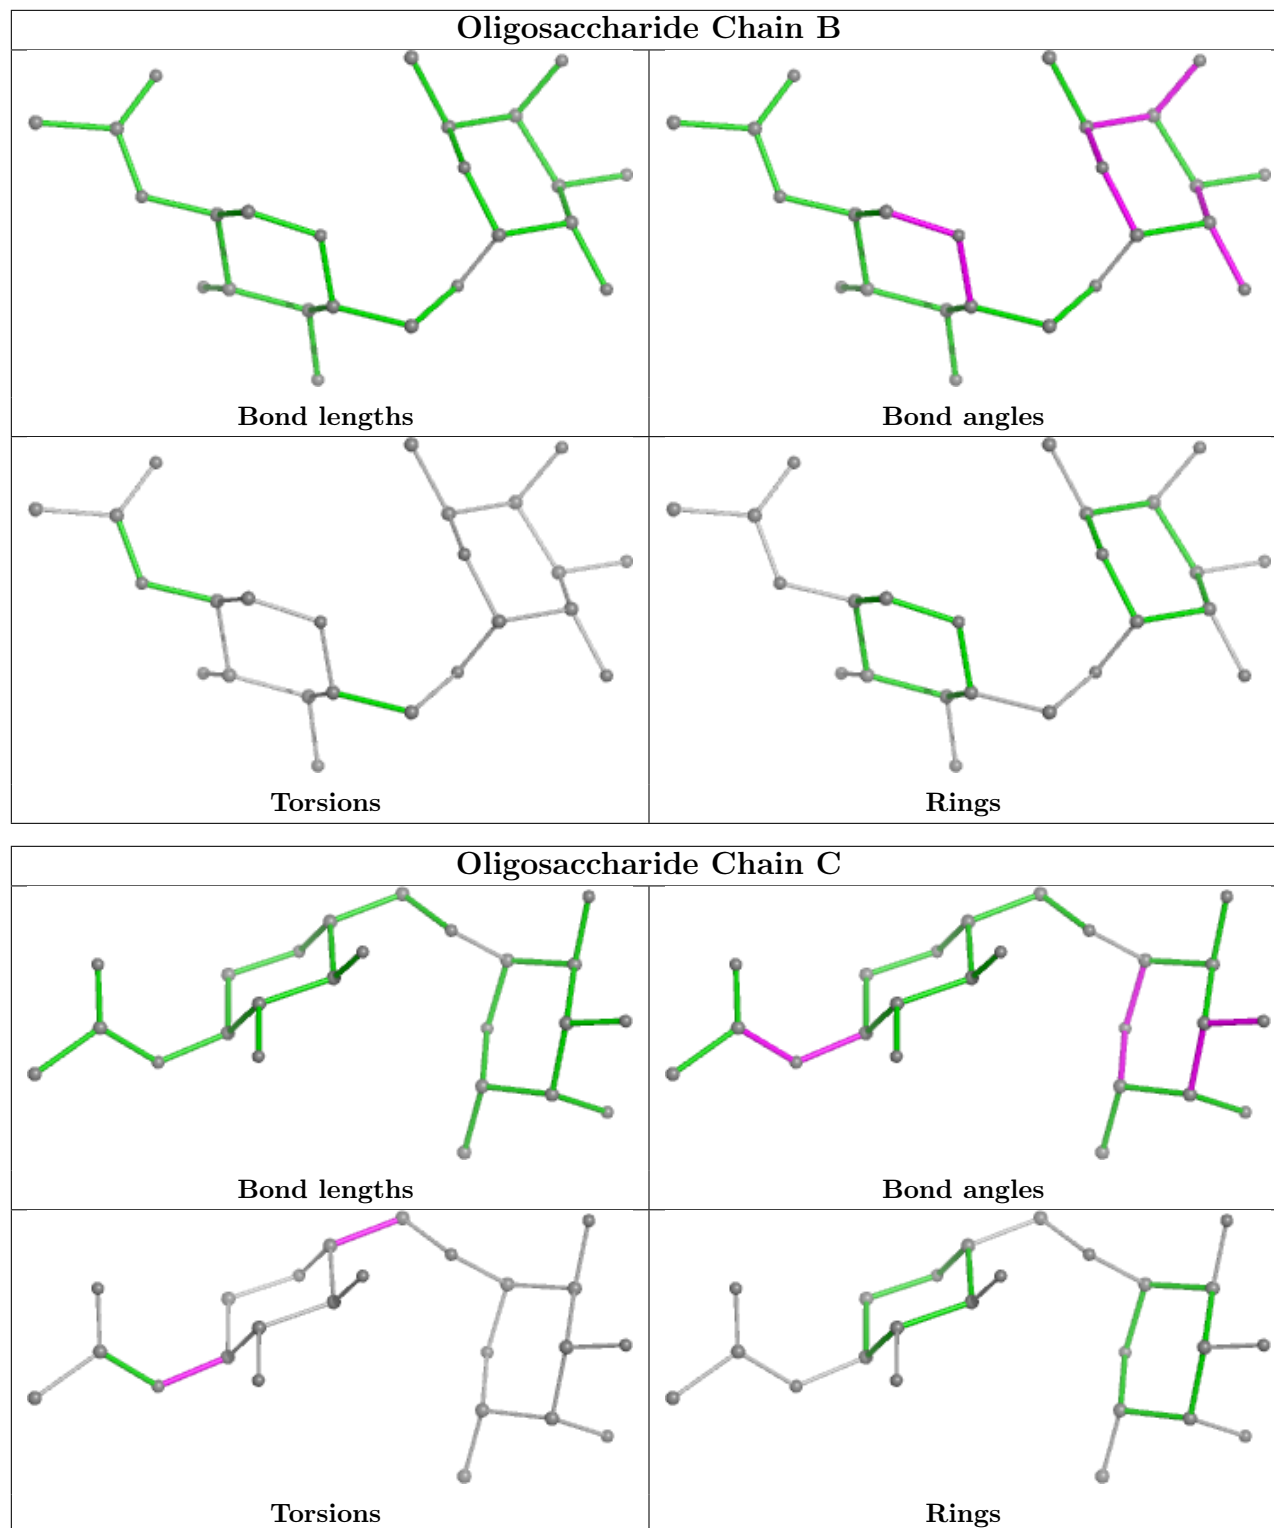 Oligosaccharide Chain B
Bond lengths
Bond angles
Torsions
Rings
Oligosaccharide Chain C
Bond lengths
Bond angles
Torsions
Rings